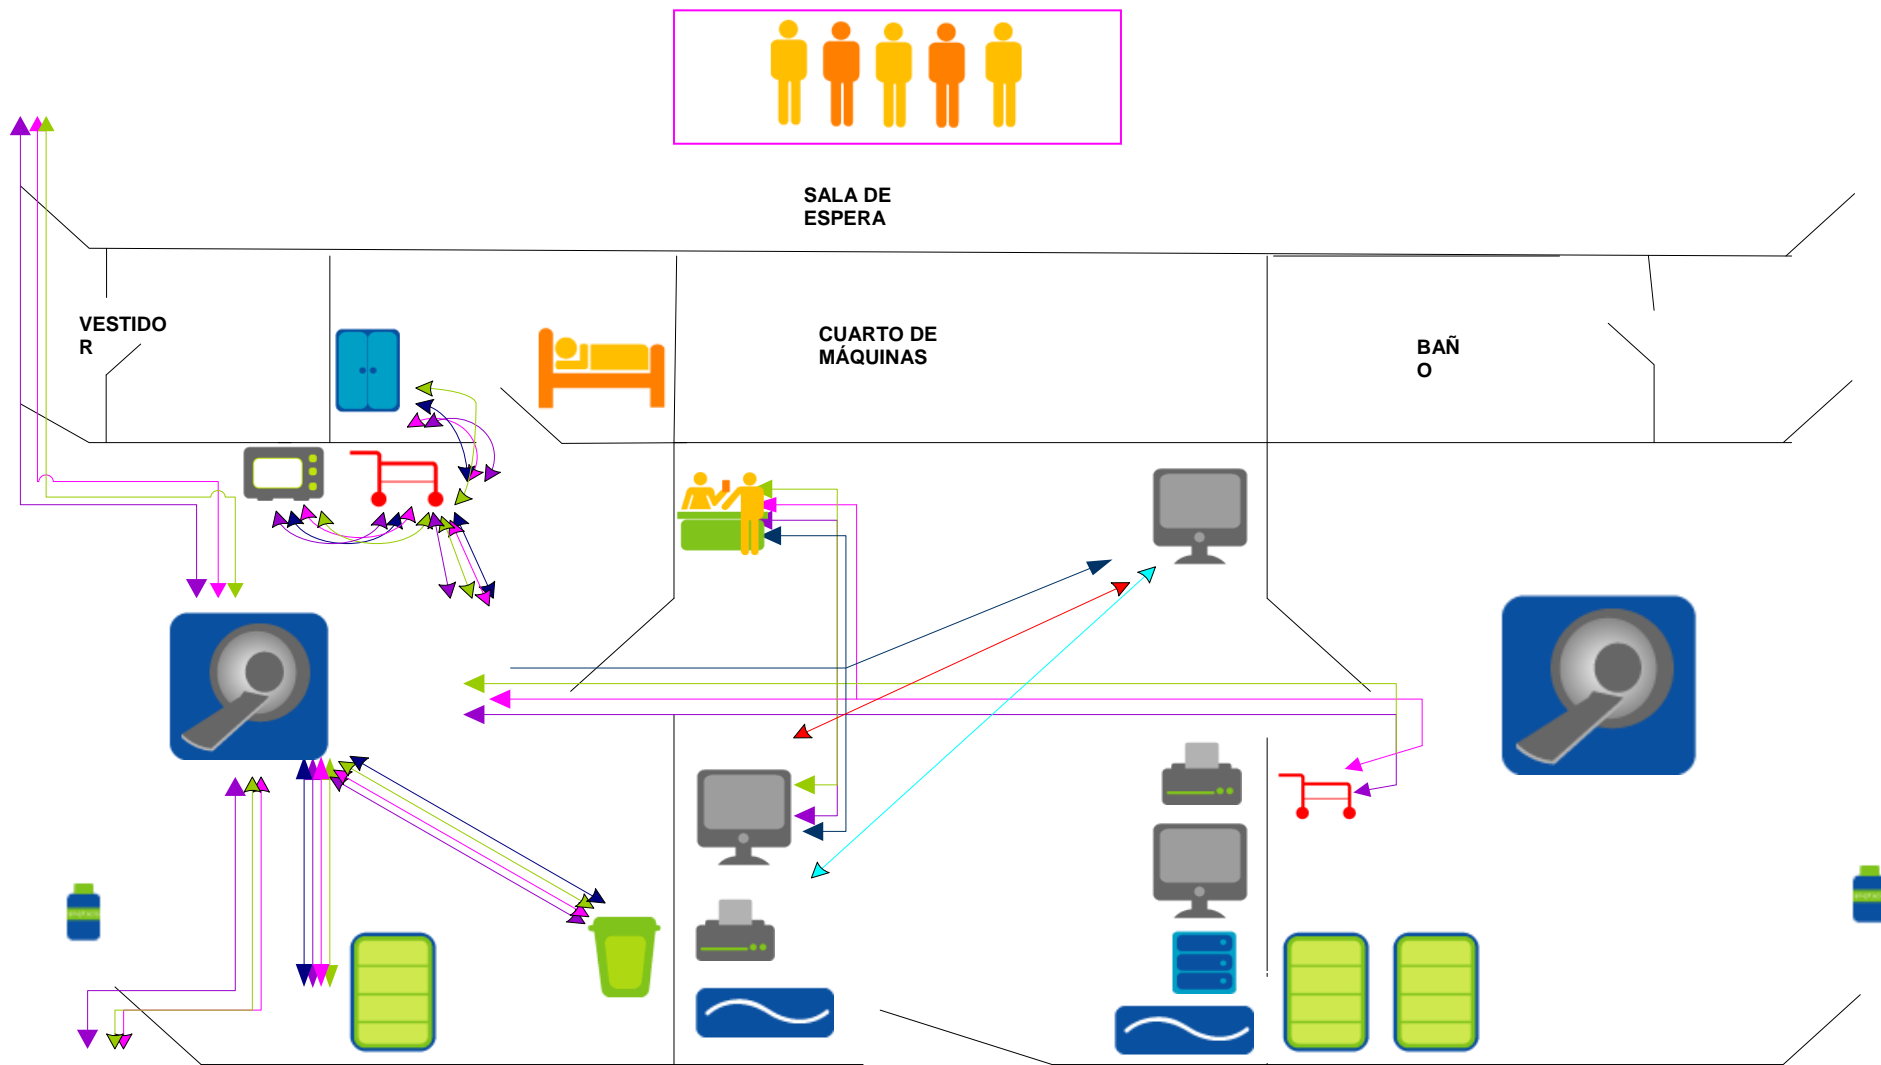 SALA DE
ESPERA
VESTIDO
R
CUARTO DE
MÁQUINAS
BAÑ
O